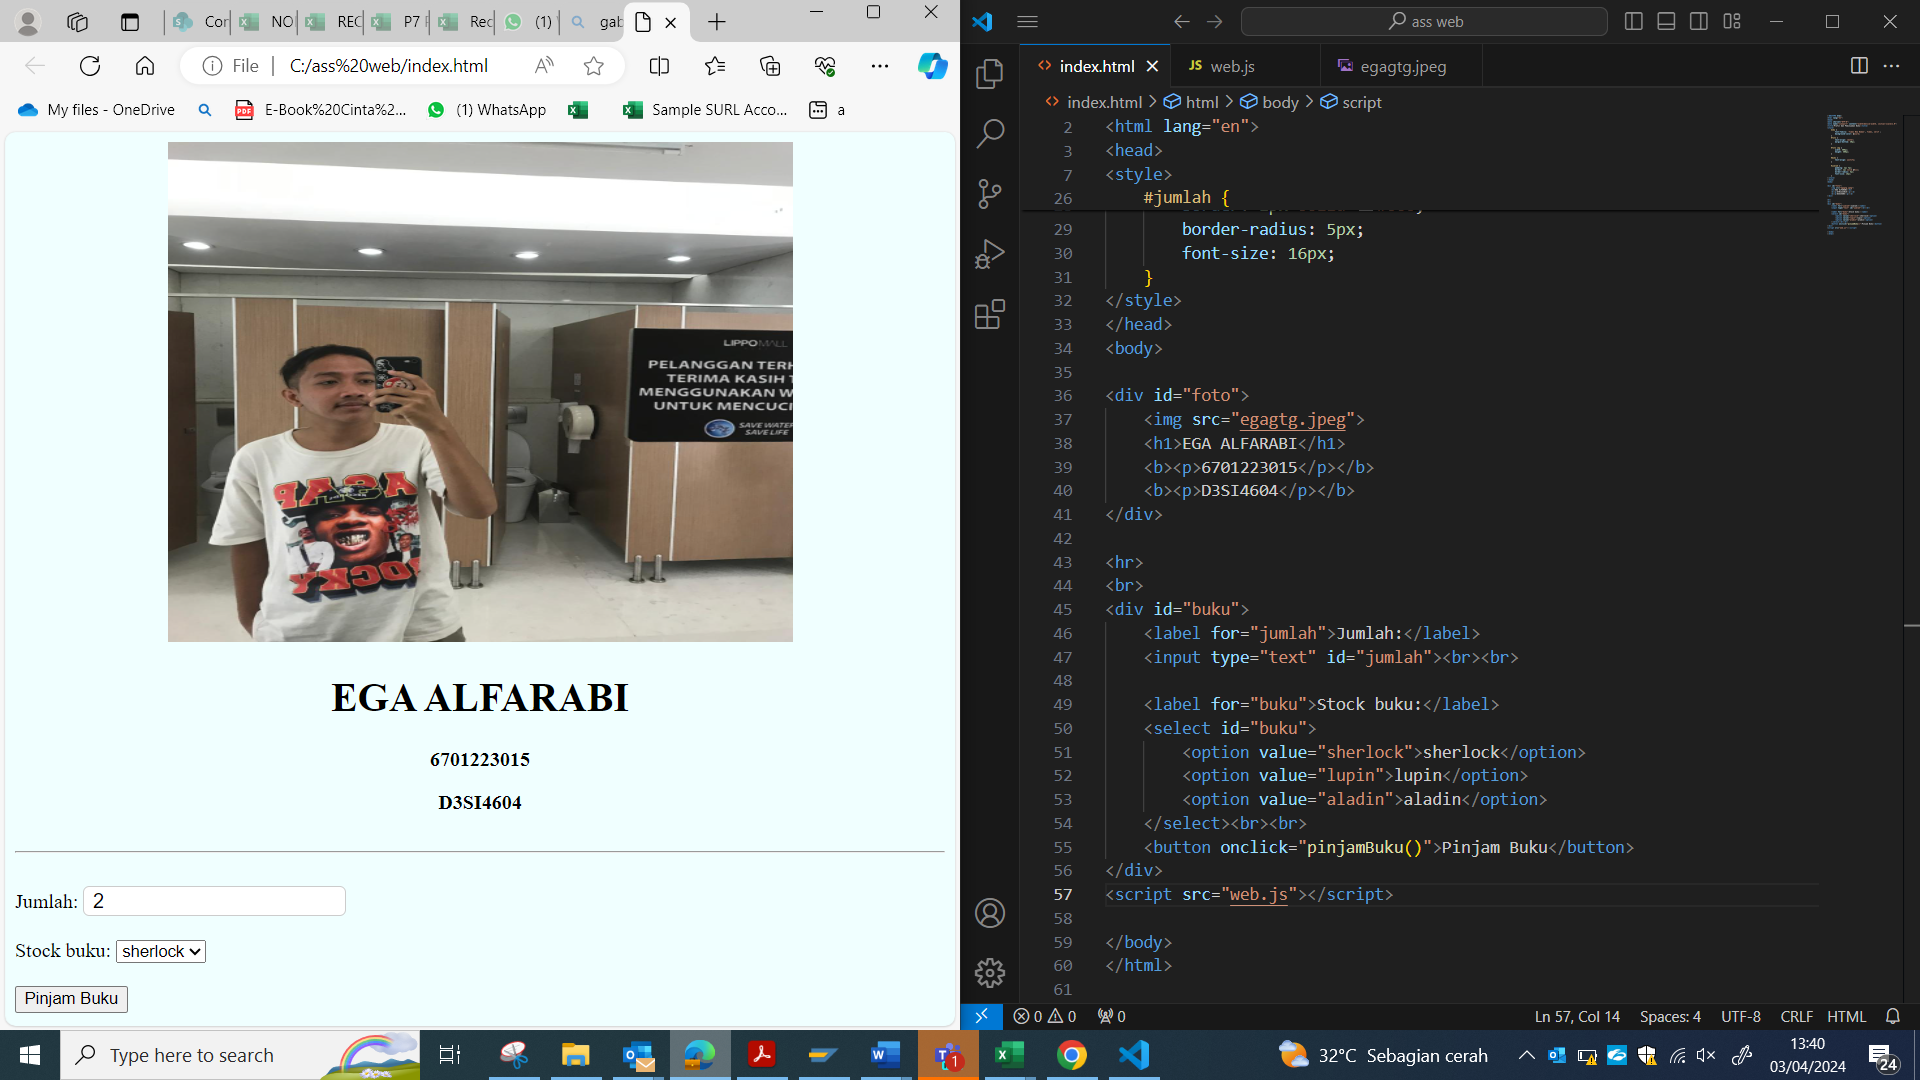 Cor
NO
REC
P7 F
Rec
(1)
gab
File
C:/ass%20web/index.html
My files - OneDrive
E-Book%20Cinta%2...
(1) WhatsApp
Sample SURL Acco...
a
LIPPO MALL
PELANGGAN TERH
TERIMA KASIH T
MENGGUNAKAN W
UNTUK MENCUCI
SAVE WATER
SAVE LIFE
EGA ALFARABI
6701223015
D3SI4604
Jumlah: 2
Stock buku: sherlock
Pinjam Buku
ass web
index.html
JS web.js
egagtg.jpeg
index.html > html > body > script
2 <html lang="en">
3 <head>
7 <style>
26 #jumlah {
29 border-radius: 5px;
30 font-size: 16px;
31 }
32 </style>
33 </head>
34 <body>
35
36 <div id="foto">
37 <img src="egagtg.jpeg">
38 <h1>EGA ALFARABI</h1>
39 <b><p>6701223015</p></b>
40 <b><p>D3SI4604</p></b>
41 </div>
42
43 <hr>
44 <br>
45 <div id="buku">
46 <label for="jumlah">Jumlah:</label>
47 <input type="text" id="jumlah"><br><br>
48
49 <label for="buku">Stock buku:</label>
50 <select id="buku">
51 <option value="sherlock">sherlock</option>
52 <option value="lupin">lupin</option>
53 <option value="aladin">aladin</option>
54 </select><br><br>
55 <button onclick="pinjamBuku()">Pinjam Buku</button>
56 </div>
57 <script src="web.js"></script>
58
59 </body>
60 </html>
61
0 0 0
Ln 57, Col 14
Spaces: 4
UTF-8
CRLF
HTML
Type here to search
1
32°C Sebagian cerah
13:40
03/04/2024
24